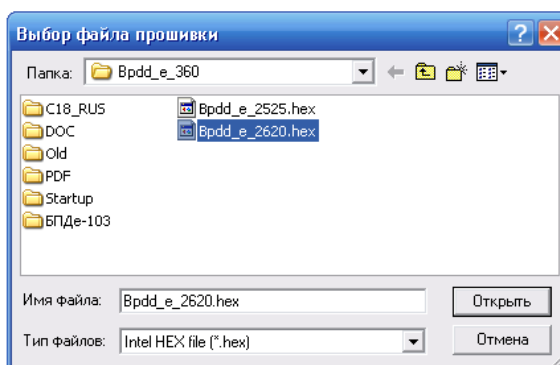 Выбор файла прошивки
Папка: Bpdd_e_360
C18_RUS
DOC
Old
PDF
Startup
БПДе-103
Bpdd_e_2525.hex
Bpdd_e_2620.hex
Имя файла: Bpdd_e_2620.hex
Открыть
Тип файлов: Intel HEX file (*.hex)
Отмена